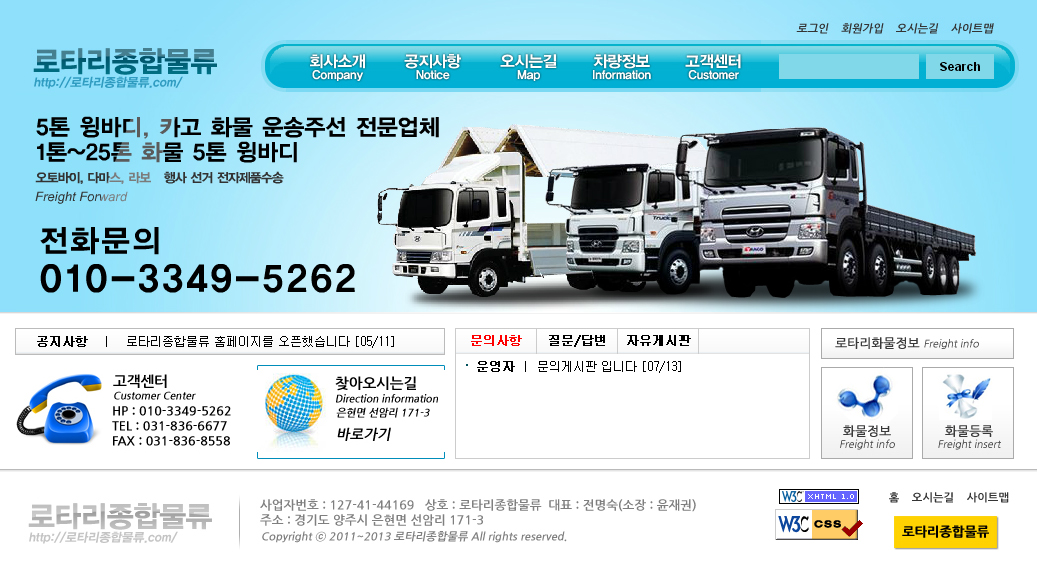 로그인 회원가입 오시는길 사이트맵
로타리종합물류
http://로타리종합물류.com/
회사소개 공지사항 오시는길 차량정보 고객센터
Company Notice Map Information Customer
Search
5톤 윙바디, 카고 화물 운송주선 전문업체
1톤~25톤 화물 5톤 윙바디
오토바이, 다마스, 라보 행사 선거 전자제품수송
Freight Forward
전화문의
010-3349-5262
공지사항 | 로타리종합물류 홈페이지를 오픈했습니다 [05/11]
문의사항 질문/답변 자유게시판
· 운영자 | 문의게시판 입니다 [07/13]
로타리화물정보 Freight info
고객센터
Customer Center
HP : 010-3349-5262
TEL : 031-836-6677
FAX : 031-836-8558
찾아오시는길
Direction information
은현면 선암리 171-3
바로가기
화물정보
Freight info
화물등록
Freight insert
로타리종합물류
http://로타리종합물류.com/
사업자번호 : 127-41-44169 상호 : 로타리종합물류 대표 : 전명숙(소장 : 윤재권)
주소 : 경기도 양주시 은현면 선암리 171-3
Copyright ⓒ 2011~2013 로타리종합물류 All rights reserved.
W3C XHTML 1.0
W3C css
홈 오시는길 사이트맵
로타리종합물류